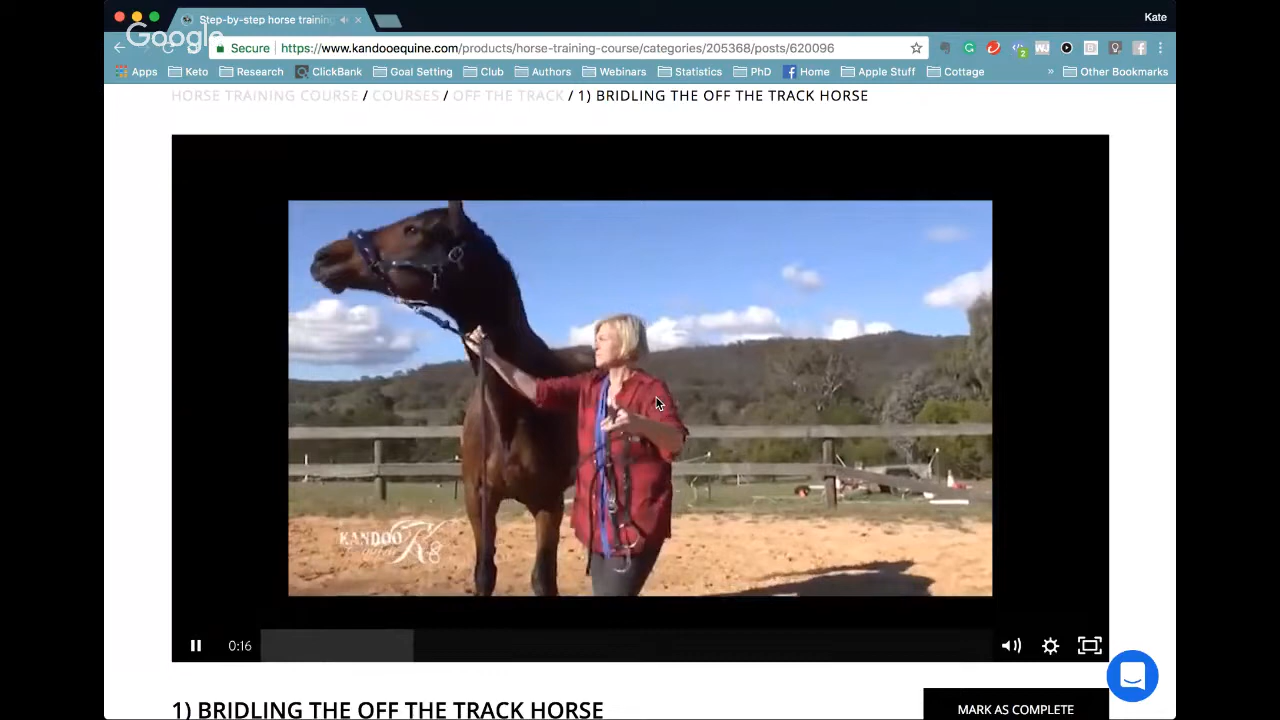 Step-by-step horse training
Kate
Google
Secure https://www.kandooequine.com/products/horse-training-course/categories/205368/posts/620096
Apps Keto Research ClickBank Goal Setting Club Authors Webinars Statistics PhD Home Apple Stuff Cottage » Other Bookmarks
HORSE TRAINING COURSE / COURSES / OFF THE TRACK / 1) BRIDLING THE OFF THE TRACK HORSE
KANDOO
0:16
1) BRIDLING THE OFF THE TRACK HORSE
MARK AS COMPLETE